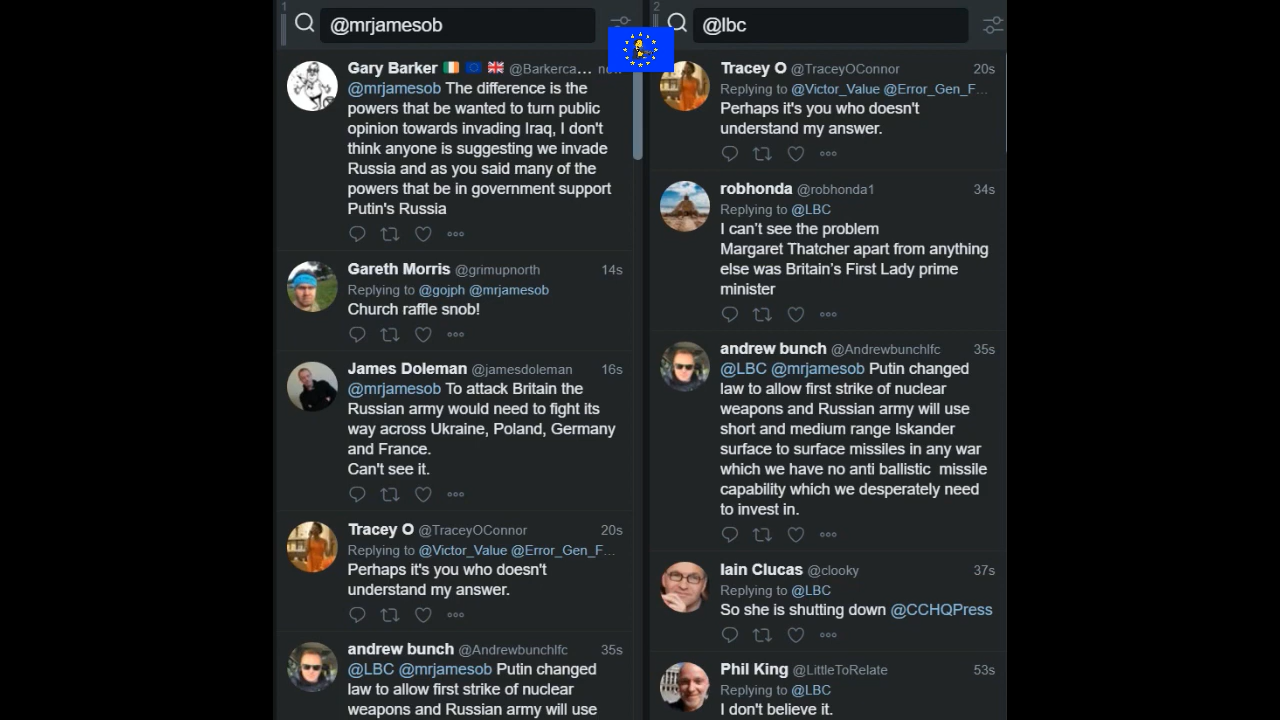 1
@mrjamesob
Gary Barker @Barkerca… now
@mrjamesob The difference is the
powers that be wanted to turn public
opinion towards invading Iraq, I don't
think anyone is suggesting we invade
Russia and as you said many of the
powers that be in government support
Putin's Russia
Gareth Morris @grimupnorth 14s
Replying to @gojph @mrjamesob
Church raffle snob!
James Doleman @jamesdoleman 16s
@mrjamesob To attack Britain the
Russian army would need to fight its
way across Ukraine, Poland, Germany
and France.
Can't see it.
Tracey O @TraceyOConnor 20s
Replying to @Victor_Value @Error_Gen_F…
Perhaps it's you who doesn't
understand my answer.
andrew bunch @Andrewbunchlfc 35s
@LBC @mrjamesob Putin changed
law to allow first strike of nuclear
weapons and Russian army will use
2
@lbc
Tracey O @TraceyOConnor 20s
Replying to @Victor_Value @Error_Gen_F…
Perhaps it's you who doesn't
understand my answer.
robhonda @robhonda1 34s
Replying to @LBC
I can’t see the problem
Margaret Thatcher apart from anything
else was Britain’s First Lady prime
minister
andrew bunch @Andrewbunchlfc 35s
@LBC @mrjamesob Putin changed
law to allow first strike of nuclear
weapons and Russian army will use
short and medium range Iskander
surface to surface missiles in any war
which we have no anti ballistic missile
capability which we desperately need
to invest in.
Iain Clucas @clooky 37s
Replying to @LBC
So she is shutting down @CCHQPress
Phil King @LittleToRelate 53s
Replying to @LBC
I don't believe it.